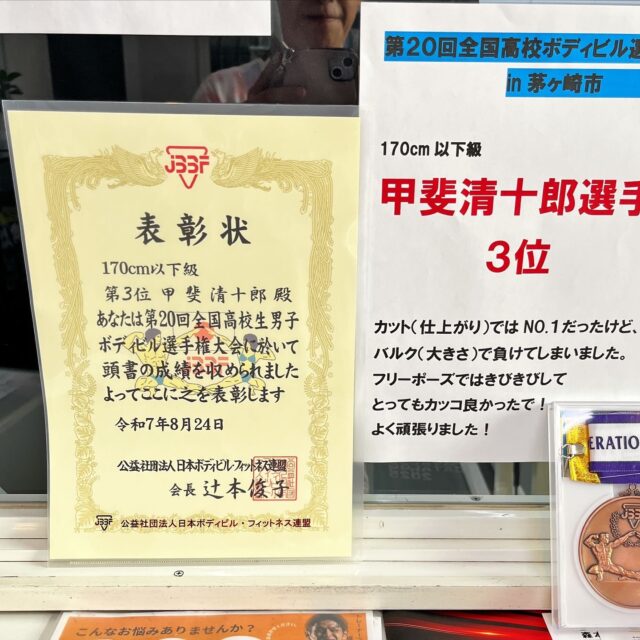 JBBF
表彰状
170cm以下級
第3位 甲斐 清十郎 殿
あなたは第20回全国高校生男子
ボディビル選手権大会に於いて
頭書の成績を収められました
よってここに之を表彰します
令和7年8月24日
公益社団法人日本ボディビル・フィットネス連盟
会長 辻本俊子
JBBF 公益社団法人日本ボディビル・フィットネス連盟
第20回全国高校ボディビル選
in 茅ヶ崎市
170cm 以下級
甲斐清十郎選手
3位
カット(仕上がり)では NO.1だったけど、
バルク(大きさ)で負けてしまいました。
フリーポーズではきびきびして
とってもカッコ良かったで!
よく頑張りました!
ERATION
JBBF
こんなお悩みありませんか?